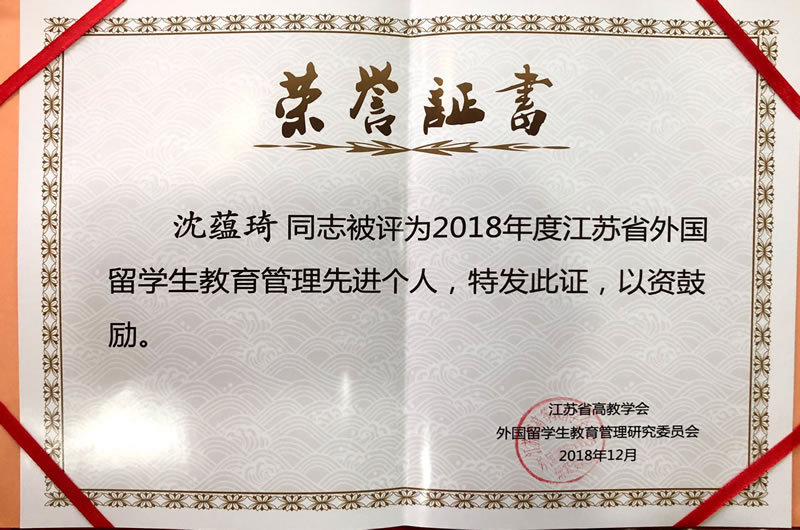 荣誉証書
沈蕴琦 同志被评为2018年度江苏省外国
留学生教育管理先进个人，特发此证，以资鼓
励。
江苏省高教学会
外国留学生教育管理研究委员会
2018年12月